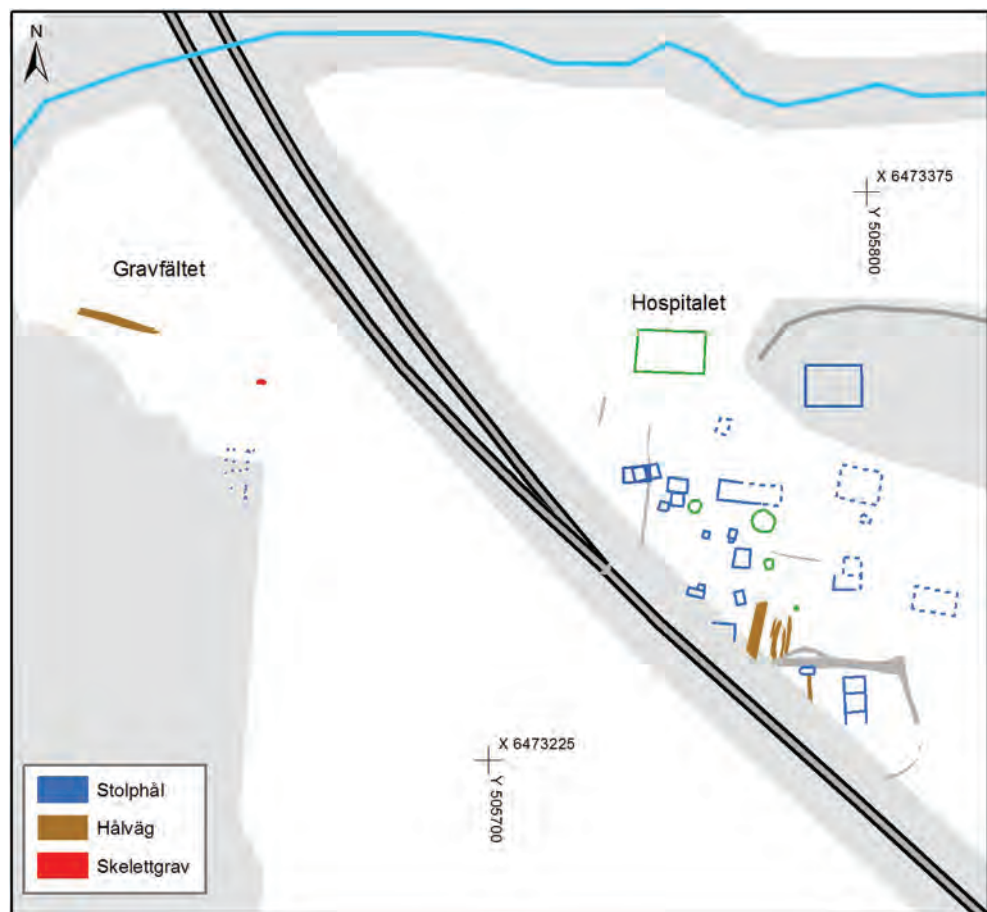 N
X 6473375
Y 505800
Gravfältet
Hospitalet
X 6473225
Y 505700
Stolphål
Hålväg
Skelettgrav